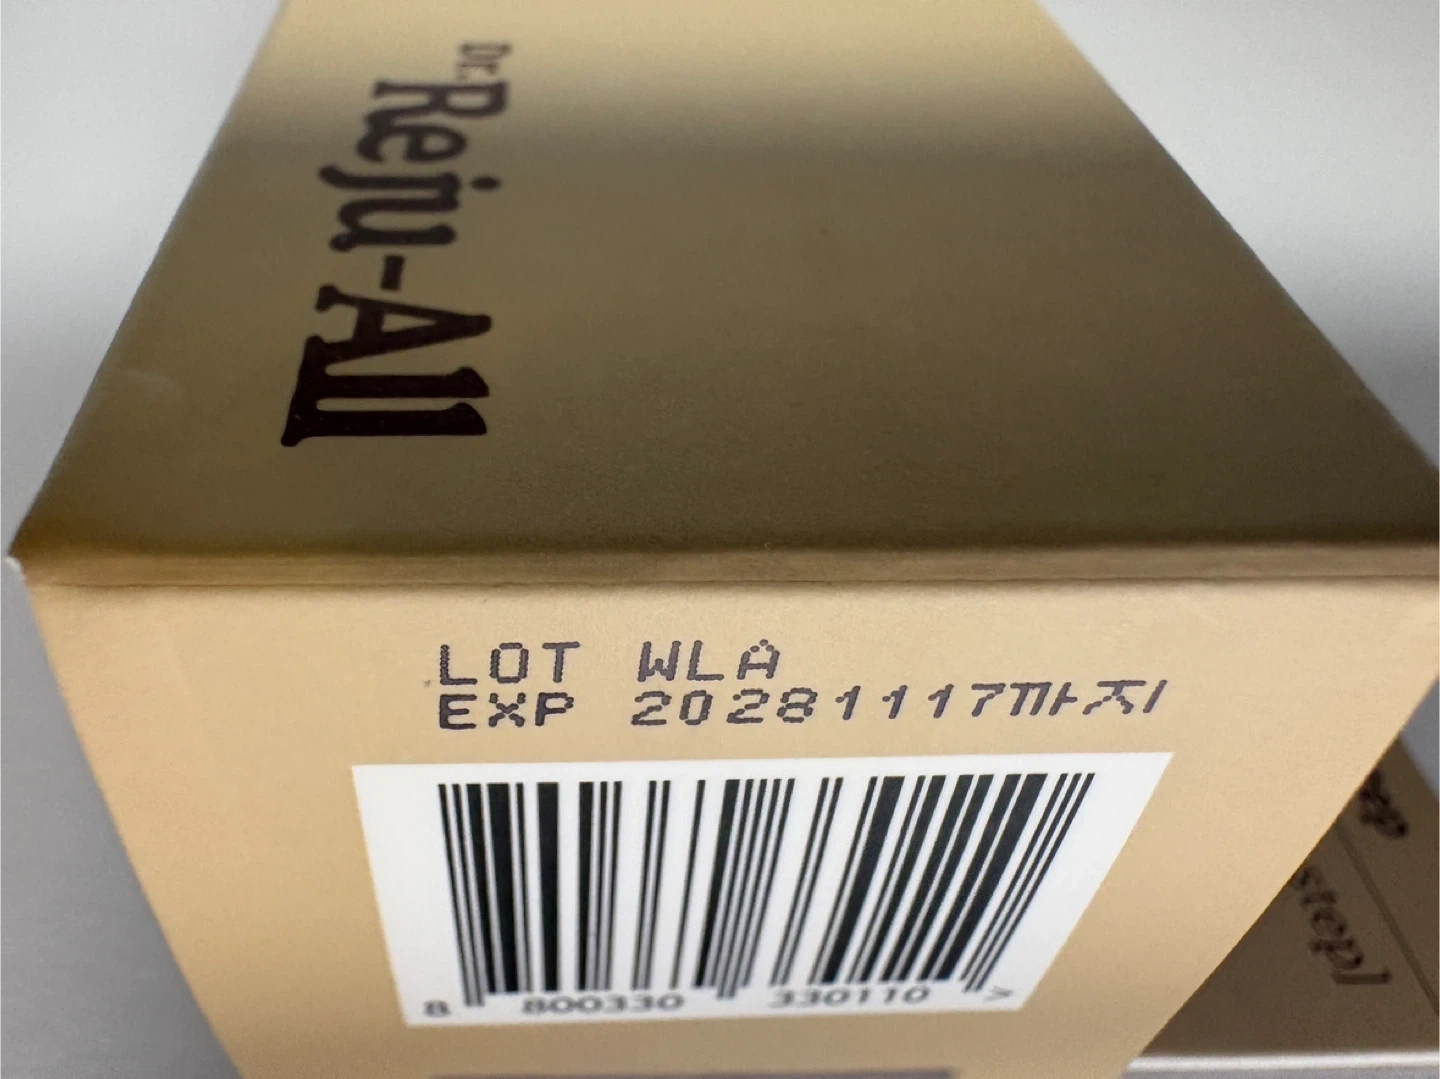 Dr. Reju-All
LOT WLA
EXP 20281117까지
8 800330 330110 >
step1